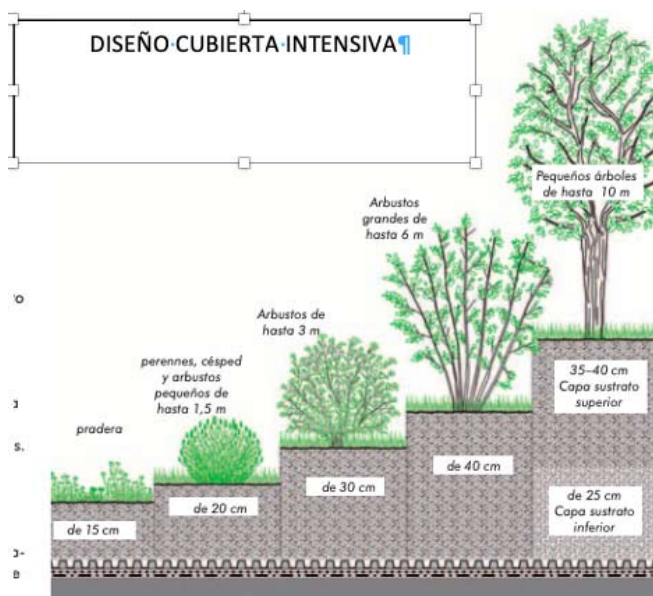 DISEÑO·CUBIERTA·INTENSIVA¶
Pequeños árboles
de hasta 10 m
Arbustos
grandes de
hasta 6 m
Arbustos de
hasta 3 m
perennes, césped
y arbustos
pequeños de
hasta 1,5 m
pradera
35–40 cm
Capa sustrato
superior
de 40 cm
de 30 cm
de 20 cm
de 15 cm
de 25 cm
Capa sustrato
inferior
s.